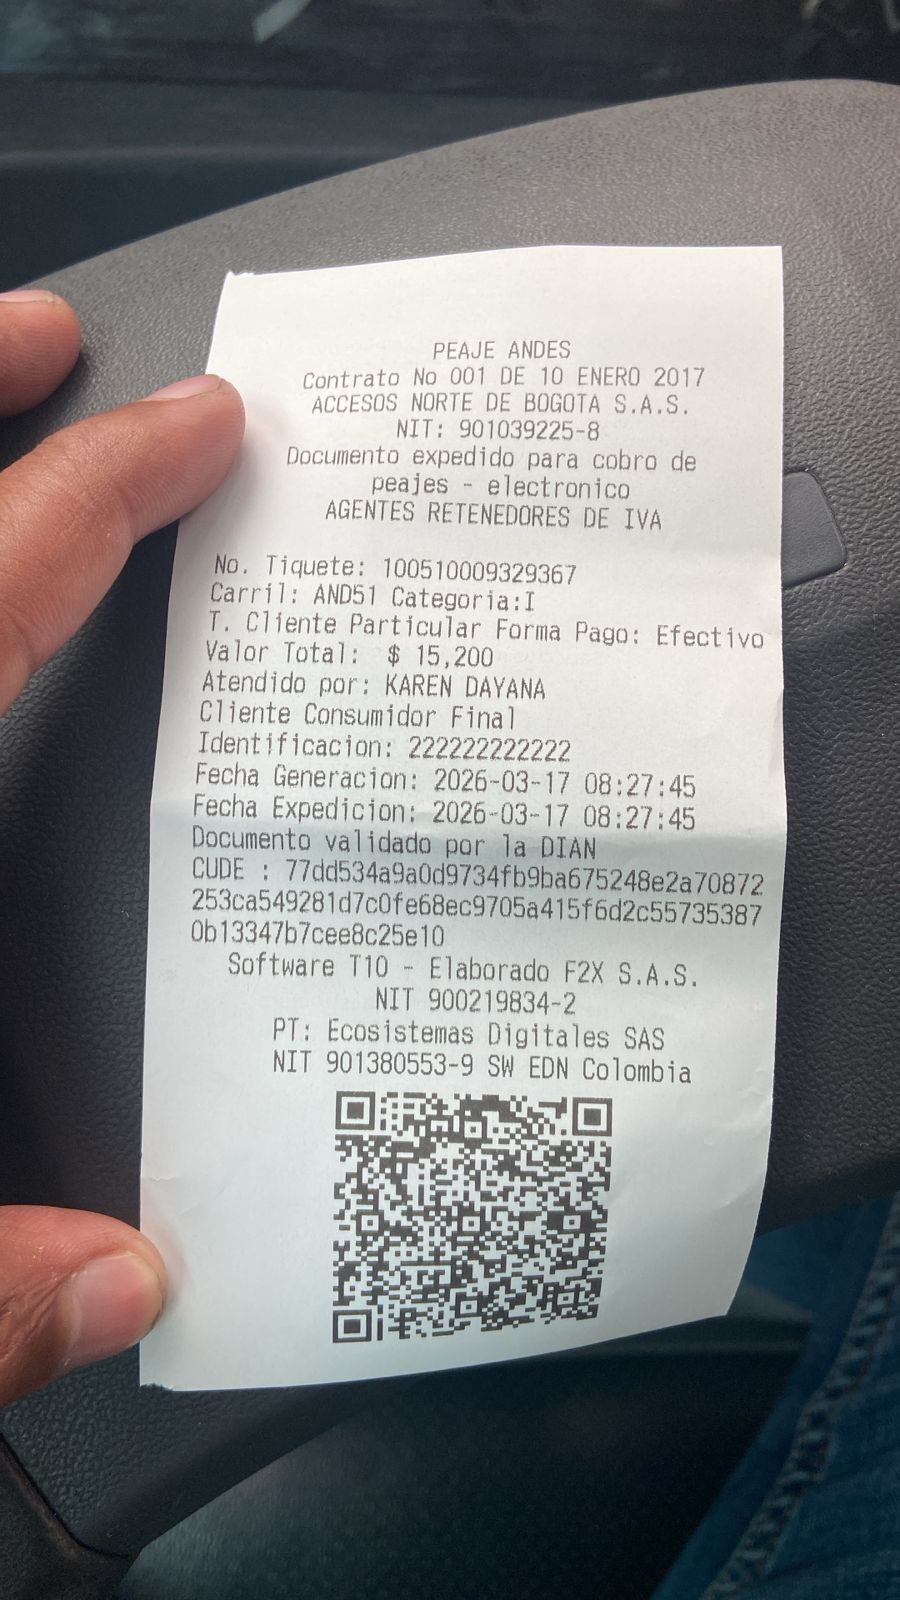 PEAJE ANDES
Contrato No 001 DE 10 ENERO 2017
ACCESOS NORTE DE BOGOTA S.A.S.
NIT: 901039225-8
Documento expedido para cobro de
peajes - electronico
AGENTES RETENEDORES DE IVA
No. Tiquete: 100510009329367
Carril: AND51 Categoria:I
T. Cliente Particular Forma Pago: Efectivo
Valor Total:  $ 15,200
Atendido por: KAREN DAYANA
Cliente Consumidor Final
Identificacion: 222222222222
Fecha Generacion: 2026-03-17 08:27:45
Fecha Expedicion: 2026-03-17 08:27:45
Documento validado por la DIAN
CUDE : 77dd534a9a0d9734fb9ba675248e2a70872
253ca549281d7c0fe68ec9705a415f6d2c55735387
0b13347b7cee8c25e10
Software T10 - Elaborado F2X S.A.S.
NIT 900219834-2
PT: Ecosistemas Digitales SAS
NIT 901380553-9 SW EDN Colombia